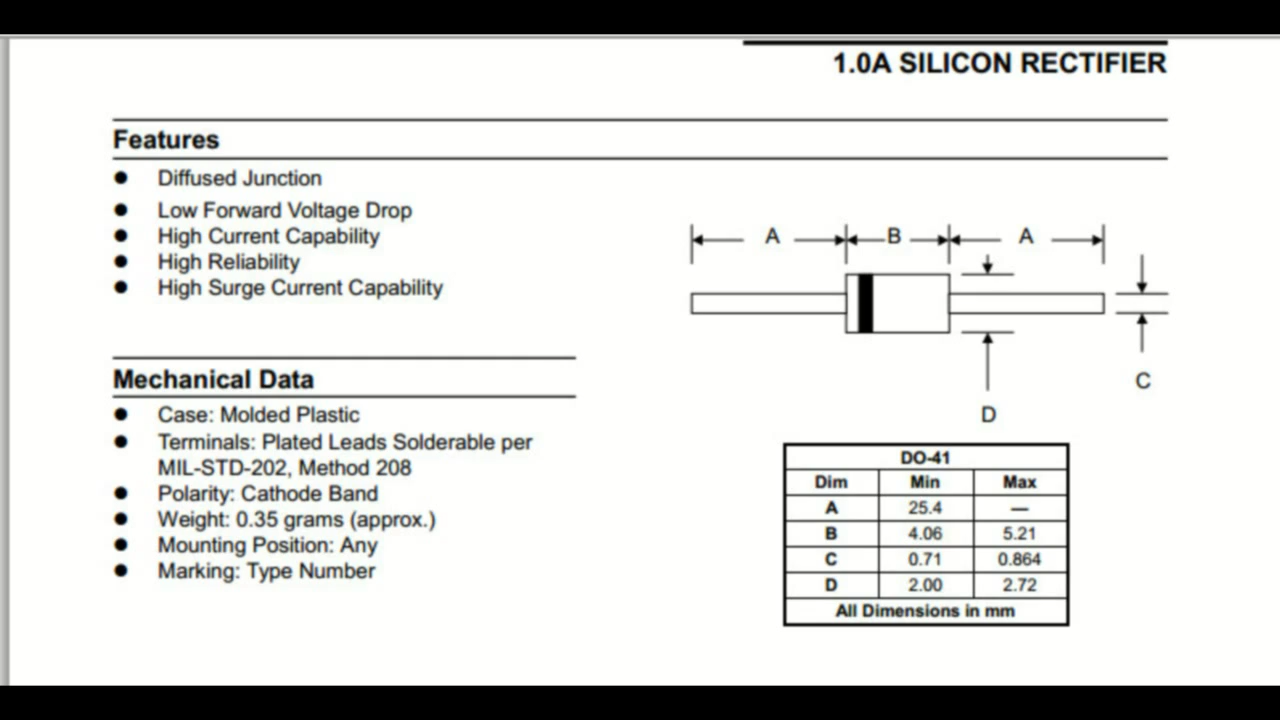 1.0A SILICON RECTIFIER
Features
● Diffused Junction
● Low Forward Voltage Drop
● High Current Capability
● High Reliability
● High Surge Current Capability
A B A
C
D
Mechanical Data
● Case: Molded Plastic
● Terminals: Plated Leads Solderable per
MIL-STD-202, Method 208
● Polarity: Cathode Band
● Weight: 0.35 grams (approx.)
● Mounting Position: Any
● Marking: Type Number
DO-41
Dim Min Max
A 25.4 —
B 4.06 5.21
C 0.71 0.864
D 2.00 2.72
All Dimensions in mm